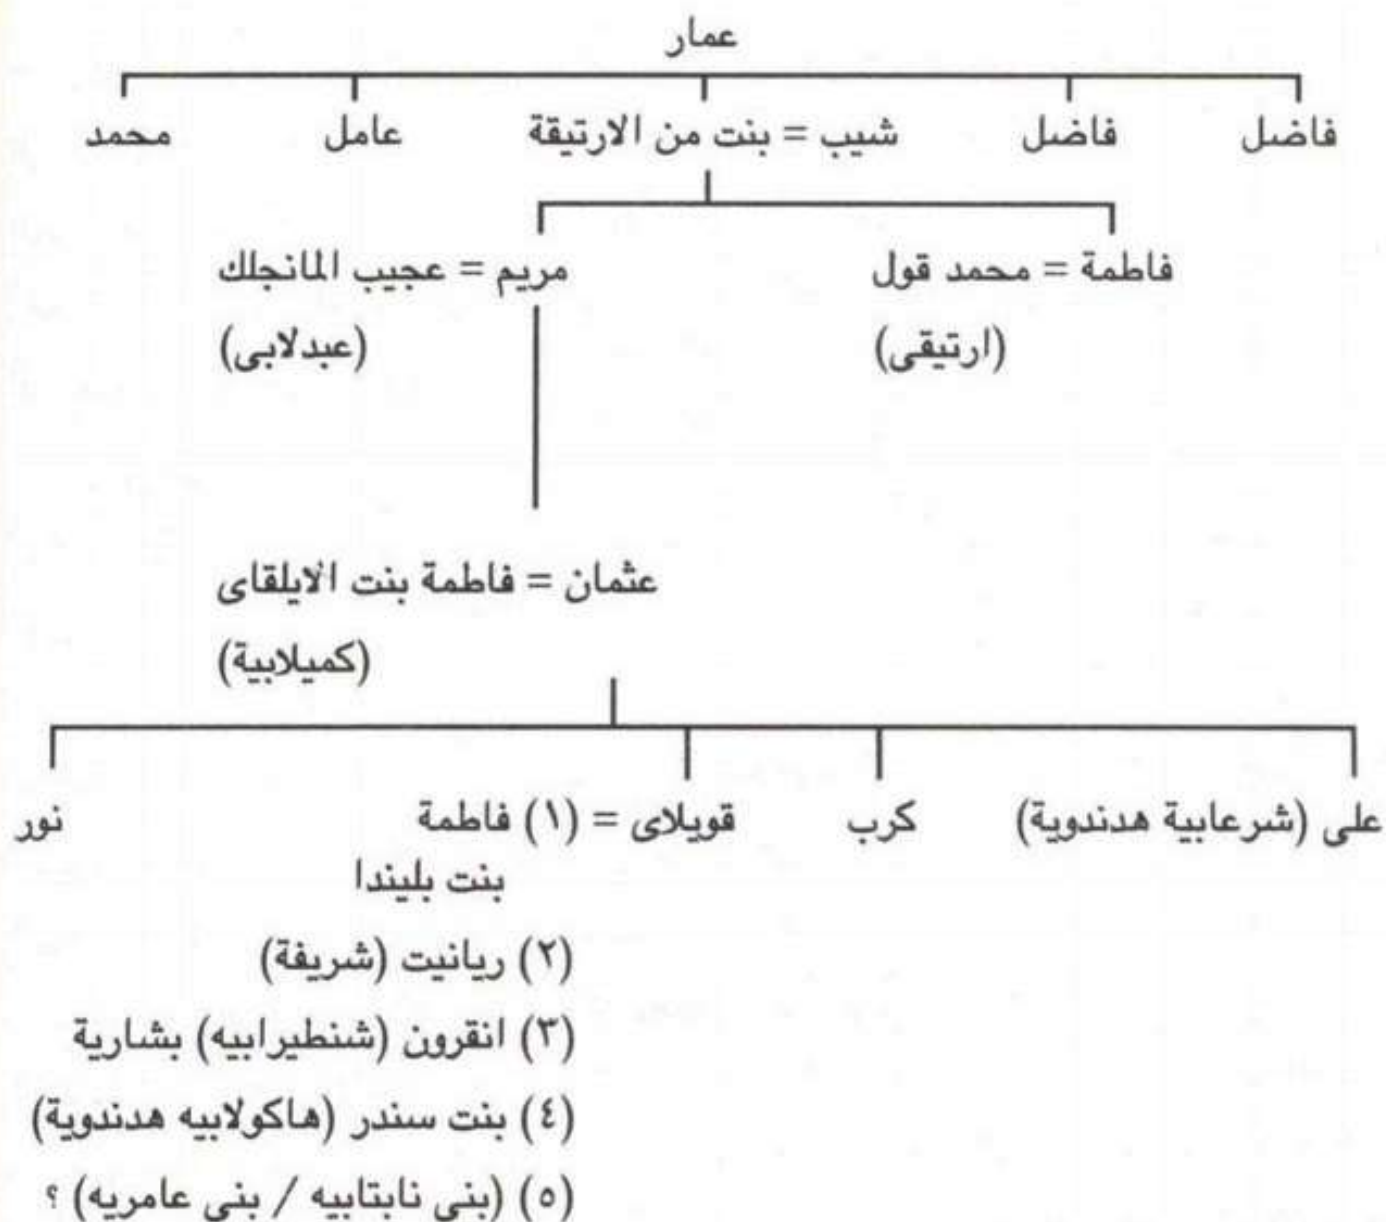 عمار
فاضل فاضل شيب = بنت من الارتيقة عامل محمد
فاطمة = محمد قول مريم = عجيب المانجلك
(ارتيقى) (عبدلابى)
عثمان = فاطمة بنت الايلقاى
(كميلابية)
على (شرعابية هدندوية) كرب قويلاى = (١) فاطمة نور
بنت بليندا
(٢) ريانيت (شريفة)
(٣) انقرون (شنطيرابيه) بشارية
(٤) بنت سندر (هاكولابيه هدندوية)
(٥) (بنى نابتابيه / بنى عامريه) ؟